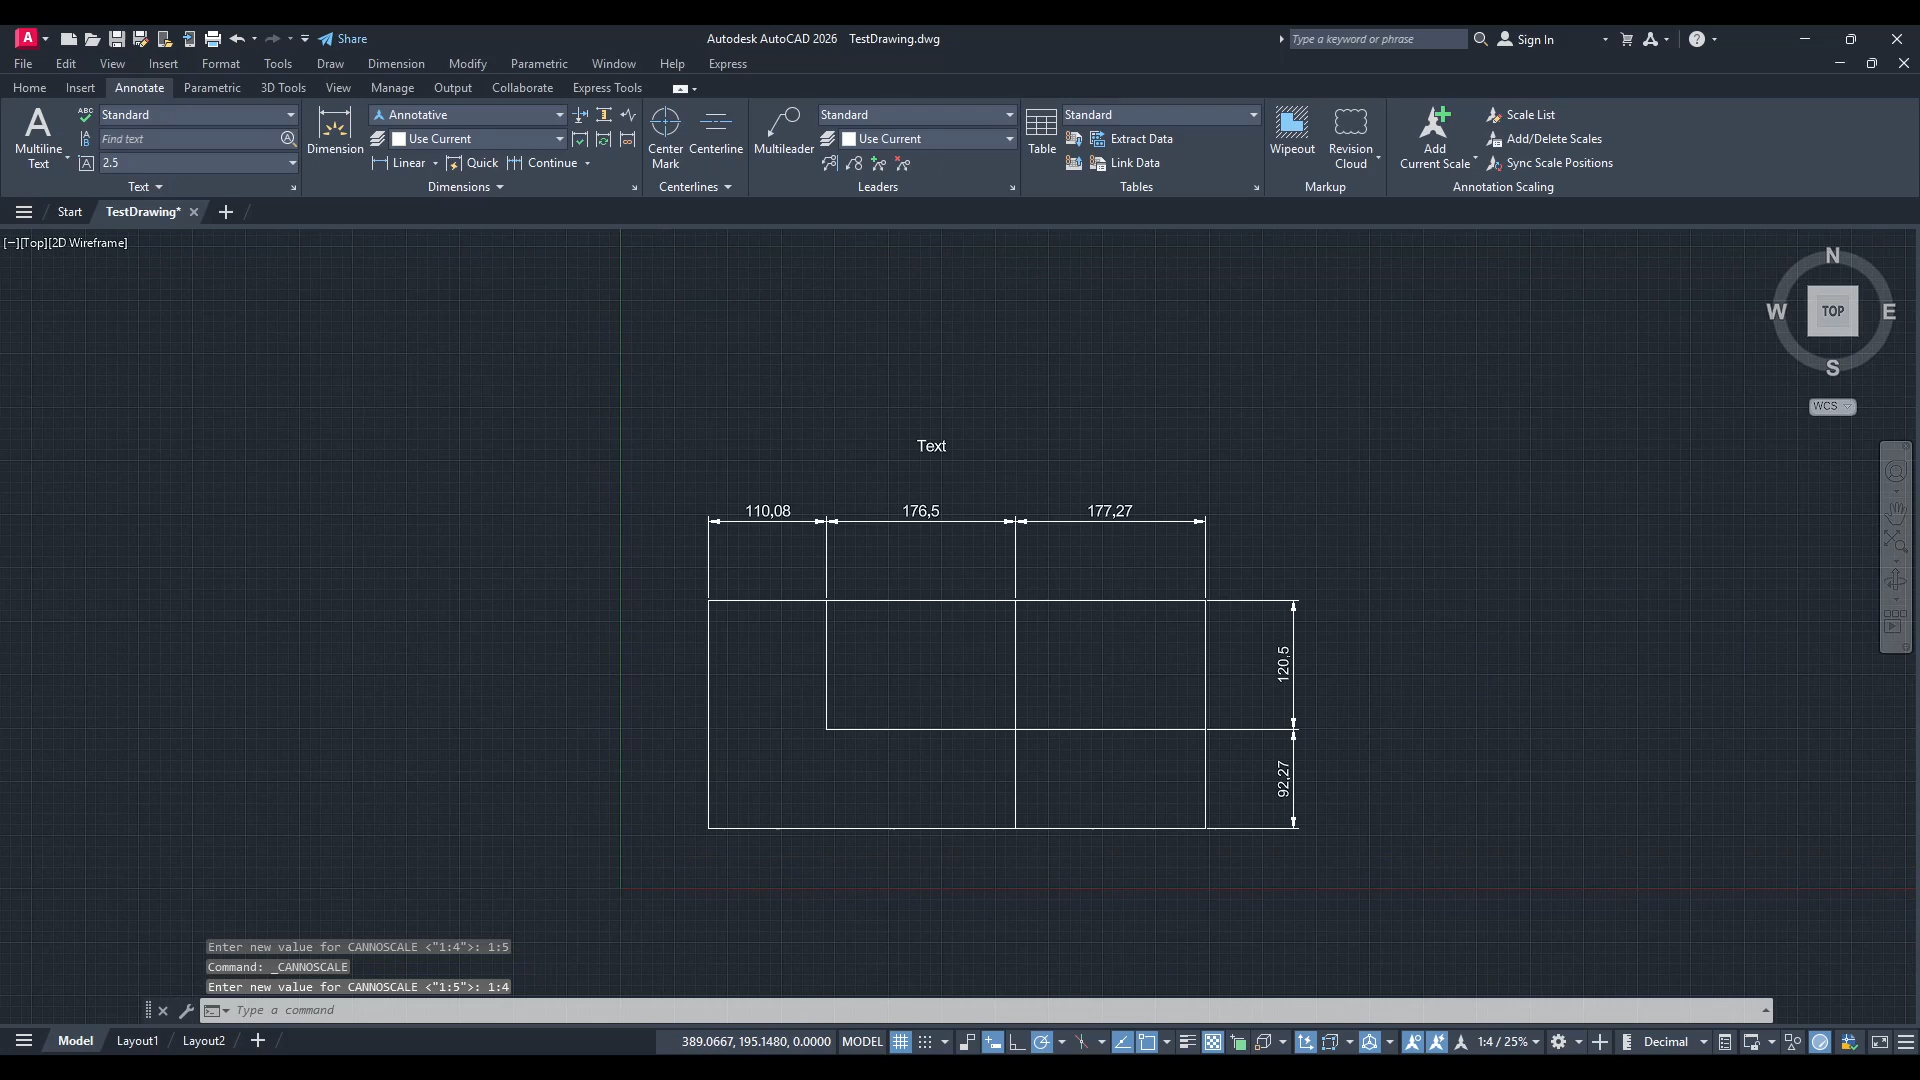 A Share Autodesk AutoCAD 2026 TestDrawing.dwg Type a keyword or phrase Sign In
File Edit View Insert Format Tools Draw Dimension Modify Parametric Window Help Express
Home Insert Annotate Parametric 3D Tools View Manage Output Collaborate Express Tools
ABC Standard Annotative Standard Standard Scale List
Find text Use Current Use Current Extract Data Add/Delete Scales
Multiline Text 2.5 Dimension Linear Quick Continue Center Mark Centerline Multileader Table Link Data Wipeout Revision Cloud Add Current Scale Sync Scale Positions
Text Dimensions Centerlines Leaders Tables Markup Annotation Scaling
Start TestDrawing*
[−][Top][2D Wireframe]
N
W TOP E
S
WCS
Text
110,08 176,5 177,27
120,5
92,27
Enter new value for CANNOSCALE <"1:4">: 1:5
Command: _CANNOSCALE
Enter new value for CANNOSCALE <"1:5">: 1:4
Type a command
Model Layout1 Layout2 389.0667, 195.1480, 0.0000 MODEL 1:4 / 25% Decimal